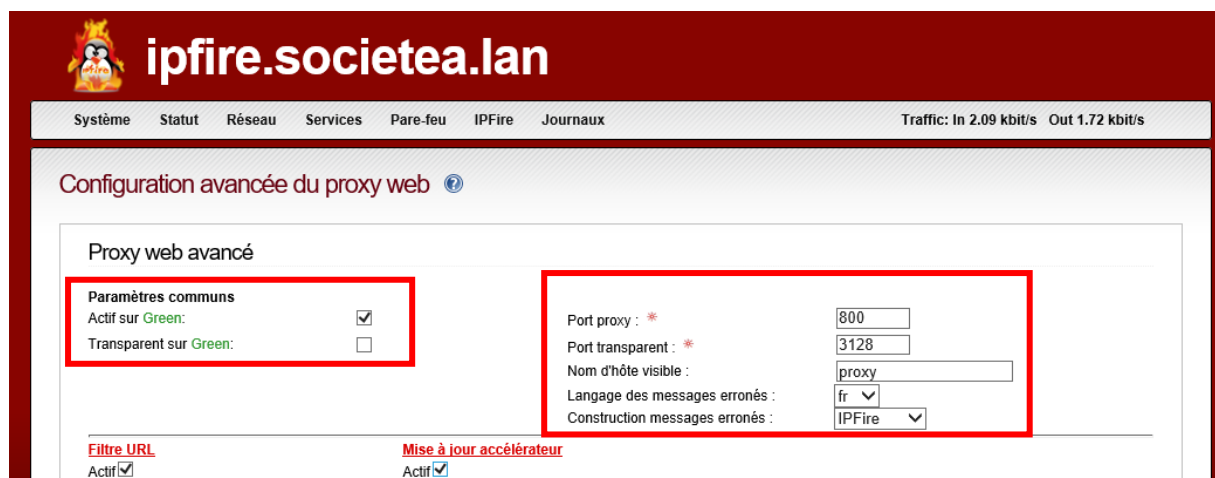 ipfire.societea.lan
Système Statut Réseau Services Pare-feu IPFire Journaux Traffic: In 2.09 kbit/s Out 1.72 kbit/s
Configuration avancée du proxy web
Proxy web avancé
Paramètres communs
Actif sur Green:
Transparent sur Green:
Port proxy : 800
Port transparent : 3128
Nom d'hôte visible : proxy
Langage des messages erronés : fr
Construction messages erronés : IPFire
Filtre URL Mise à jour accélérateur
Actif Actif